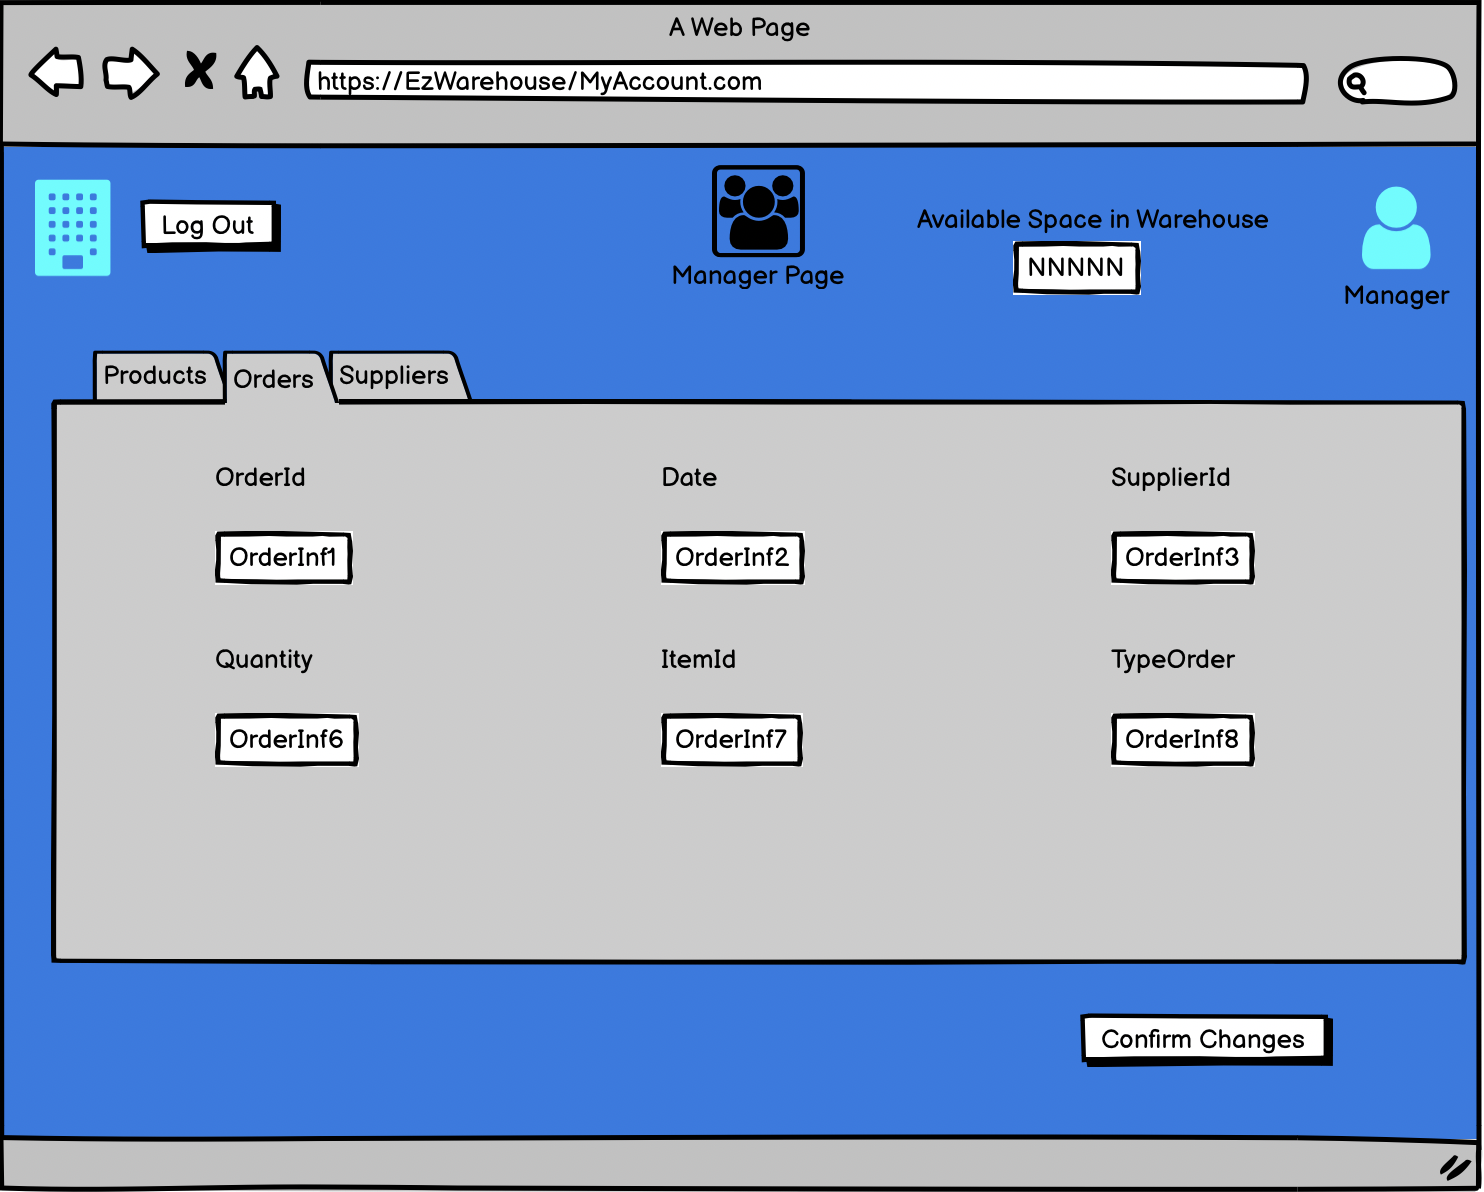 A Web Page
https://EzWarehouse/MyAccount.com
Log Out
Manager Page
Available Space in Warehouse
NNNNN
Manager
Products
Orders
Suppliers
OrderId
Date
SupplierId
OrderInf1
OrderInf2
OrderInf3
Quantity
ItemId
TypeOrder
OrderInf6
OrderInf7
OrderInf8
Confirm Changes